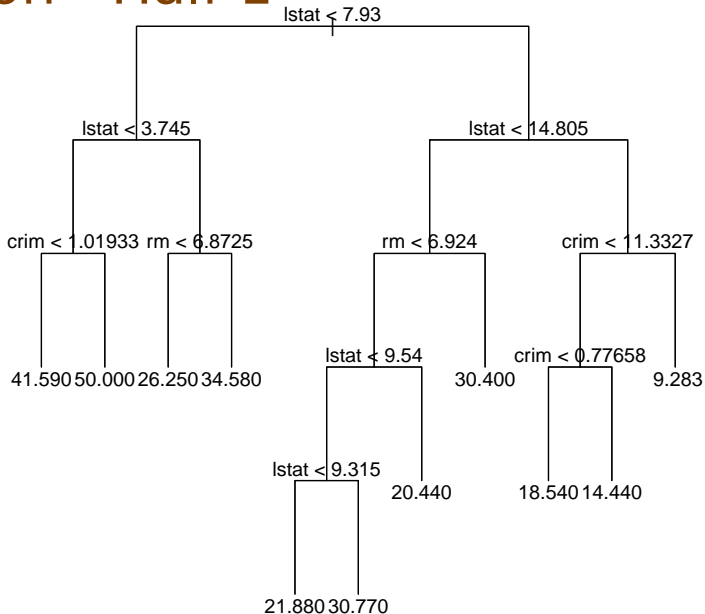 lstat < 7.93
lstat < 3.745
lstat < 14.805
crim < 1.01933
rm < 6.8725
rm < 6.924
crim < 11.3327
lstat < 9.54
crim < 0.77658
41.590
50.000
26.250
34.580
30.400
9.283
lstat < 9.315
20.440
18.540
14.440
21.880
30.770